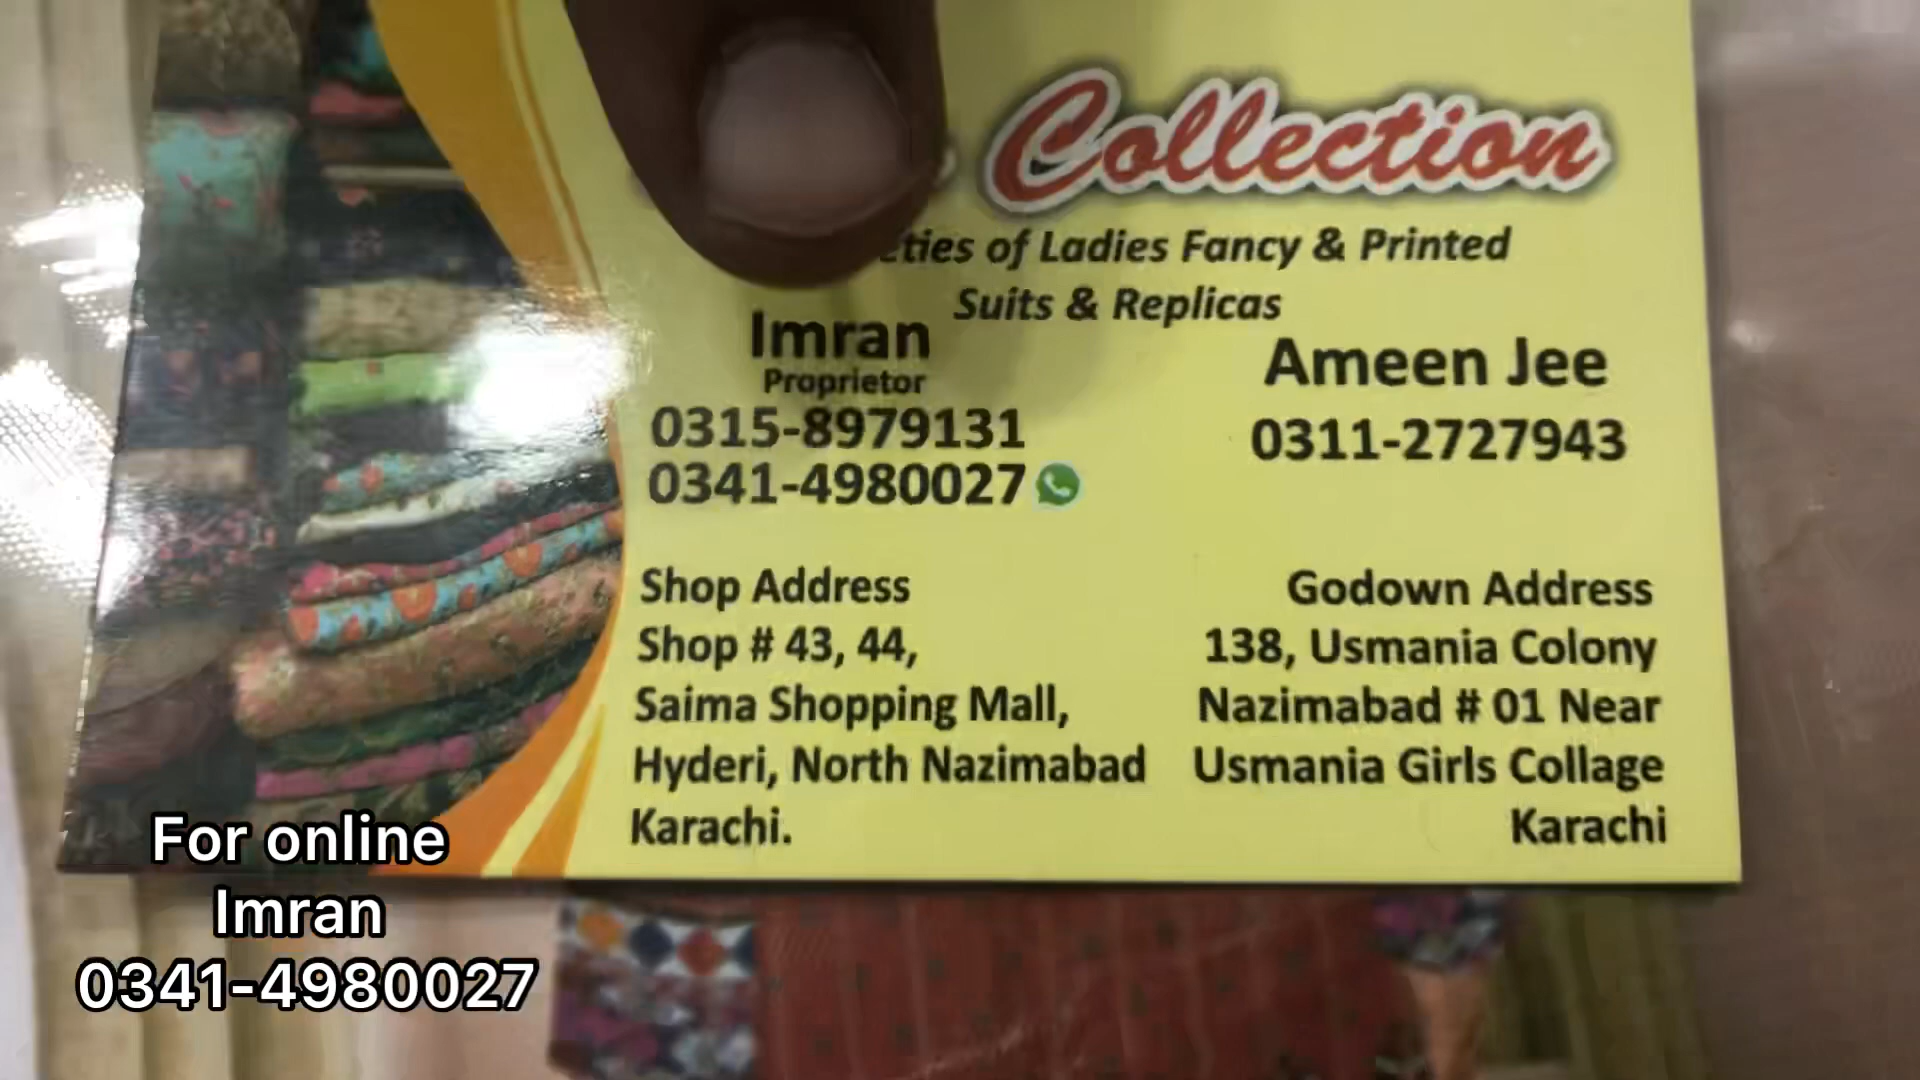 Collection
of Ladies Fancy & Printed
Suits & Replicas
Imran
Proprietor
0315-8979131
0341-4980027
Ameen Jee
0311-2727943
Shop Address
Shop # 43, 44,
Saima Shopping Mall,
Hyderi, North Nazimabad
Karachi.
Godown Address
138, Usmania Colony
Nazimabad # 01 Near
Usmania Girls Collage
Karachi
For online
Imran
0341-4980027